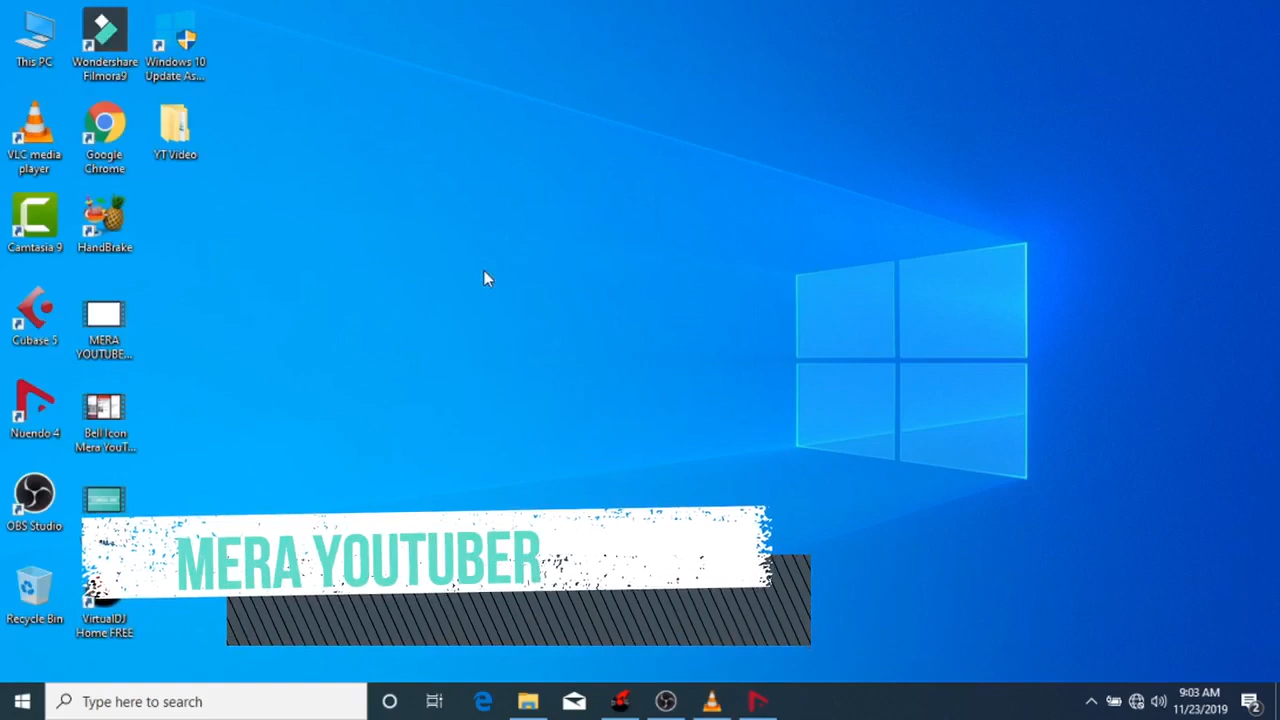 This PC
Wondershare
Filmora9
Windows 10
Update As...
VLC media
player
Google
Chrome
YT Video
Camtasia 9
HandBrake
Cubase 5
MERA
YOUTUBE...
Nuendo 4
Bell Icon
Mera YouT...
OBS Studio
MERA YOUTUBER
Recycle Bin
VirtualDJ
Home FREE
Type here to search
9:03 AM
11/23/2019
2